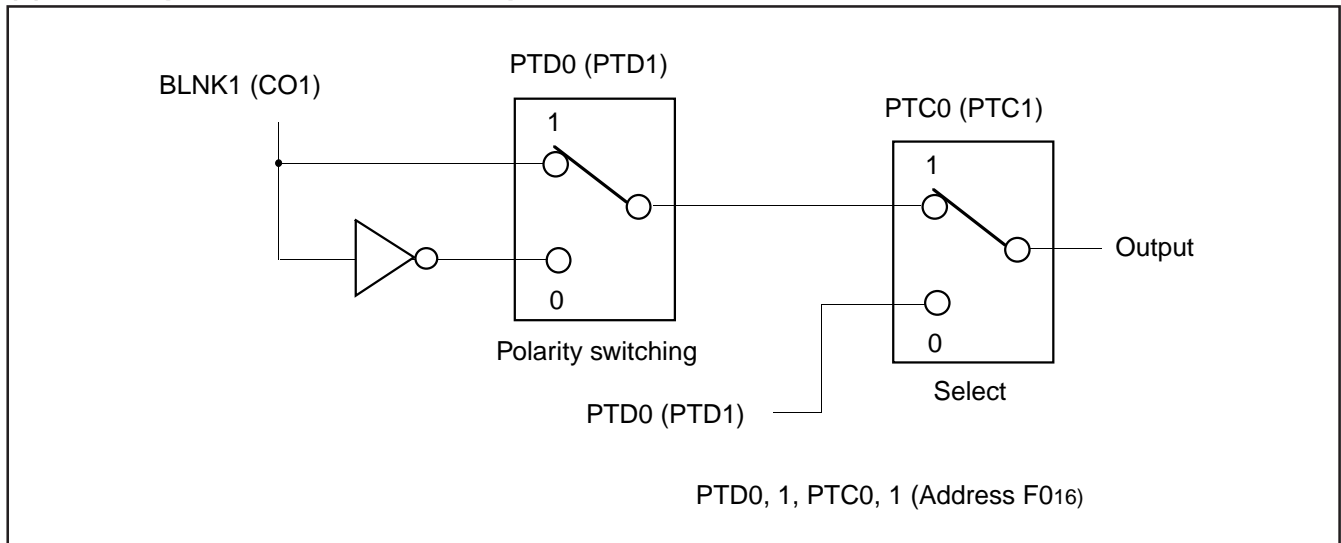 PTD0 (PTD1)
BLNK1 (CO1)
PTC0 (PTC1)
1
1
Output
0
0
Polarity switching
Select
PTD0 (PTD1)
PTD0, 1, PTC0, 1 (Address F016)